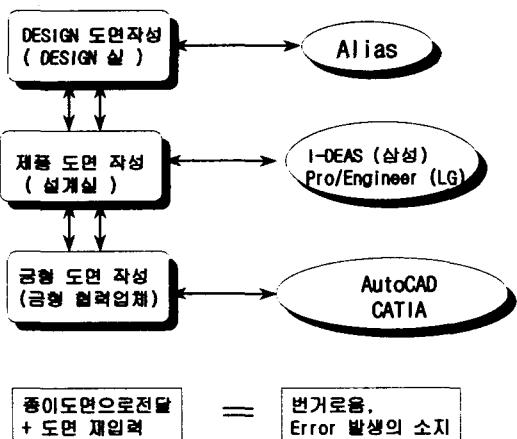 DESIGN 도면작성
( DESIGN 실 )
Alias
제품 도면 작성
( 설계실 )
I-DEAS (삼성)
Pro/Engineer (LG)
금형 도면 작성
(금형 협력업체)
AutoCAD
CATIA
종이도면으로전달
+ 도면 재입력
=
번거로움,
Error 발생의 소지